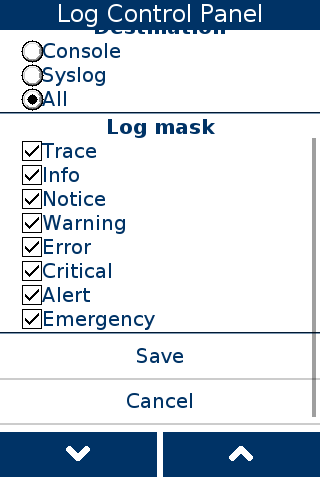 Log Control Panel
Destination
Console
Syslog
All
Log mask
Trace
Info
Notice
Warning
Error
Critical
Alert
Emergency
Save
Cancel